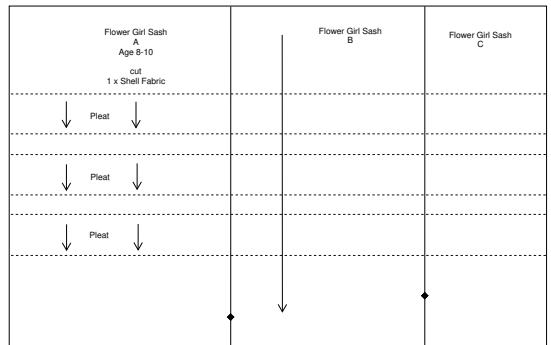 Flower Girl Sash
A
Age 8-10
cut
1 x Shell Fabric
Flower Girl Sash
B
Flower Girl Sash
C
Pleat
Pleat
Pleat